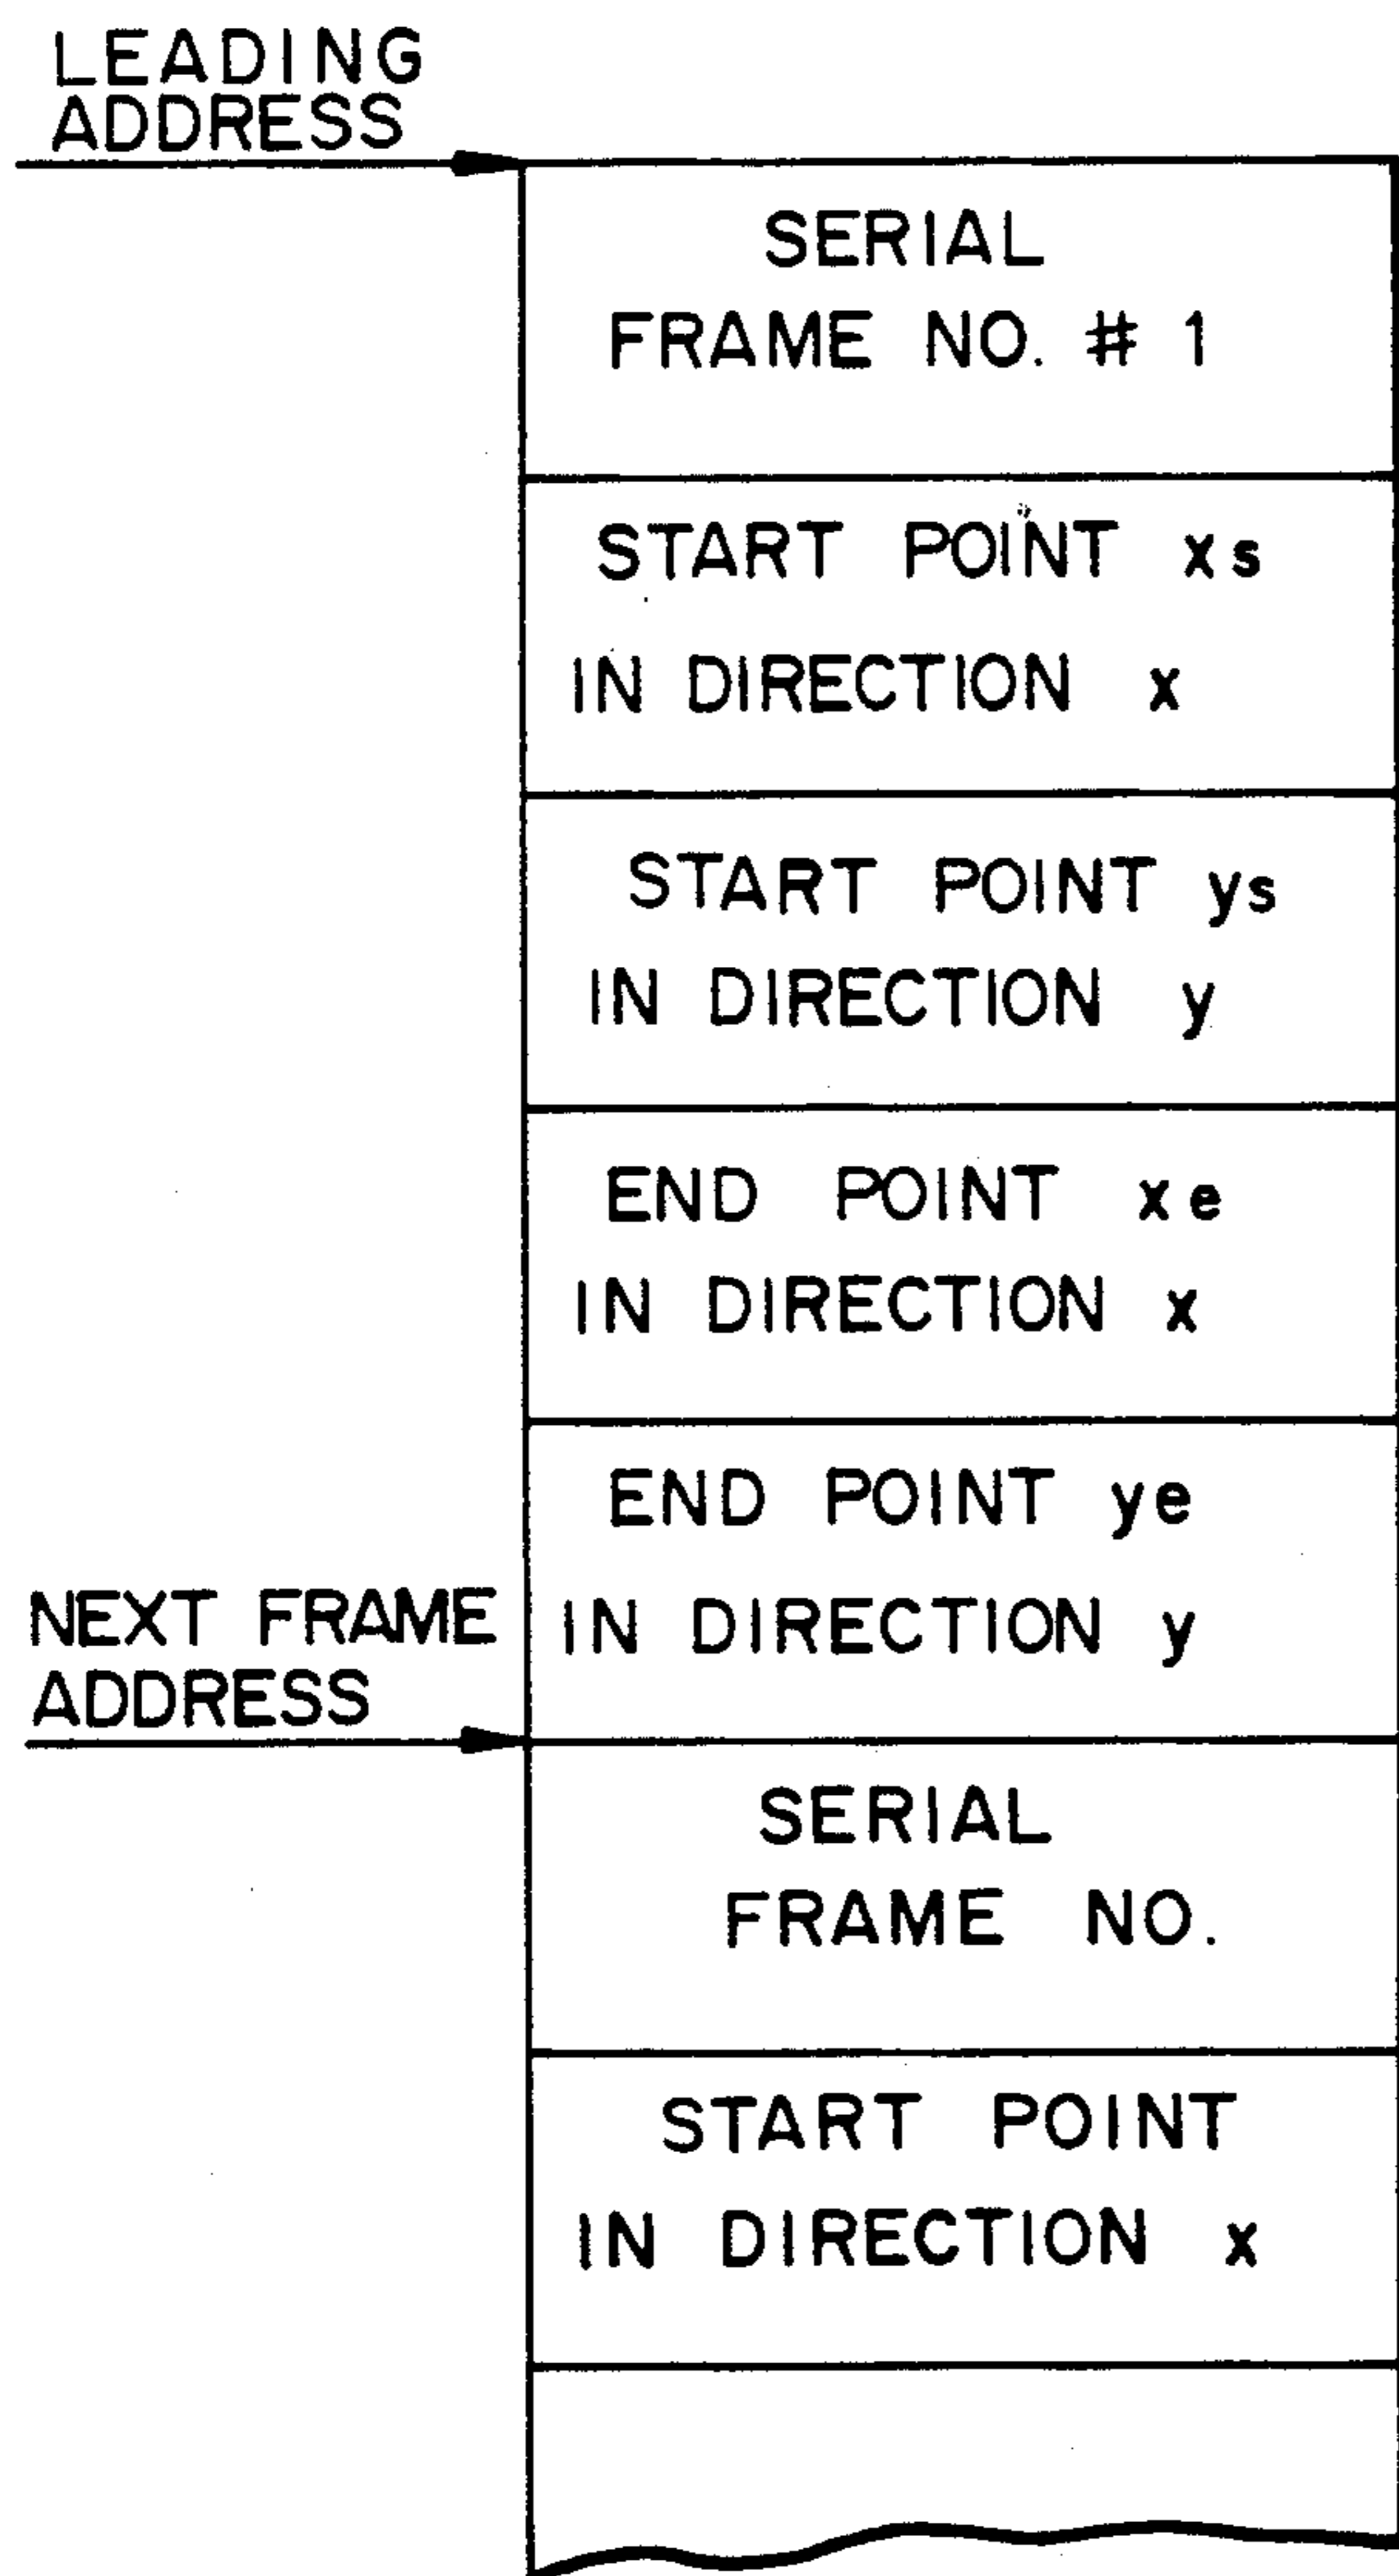 LEADING
ADDRESS
SERIAL
FRAME NO. # 1
START POINT xs
IN DIRECTION x
START POINT ys
IN DIRECTION y
END POINT xe
IN DIRECTION x
END POINT ye
IN DIRECTION y
NEXT FRAME
ADDRESS
SERIAL
FRAME NO.
START POINT
IN DIRECTION x